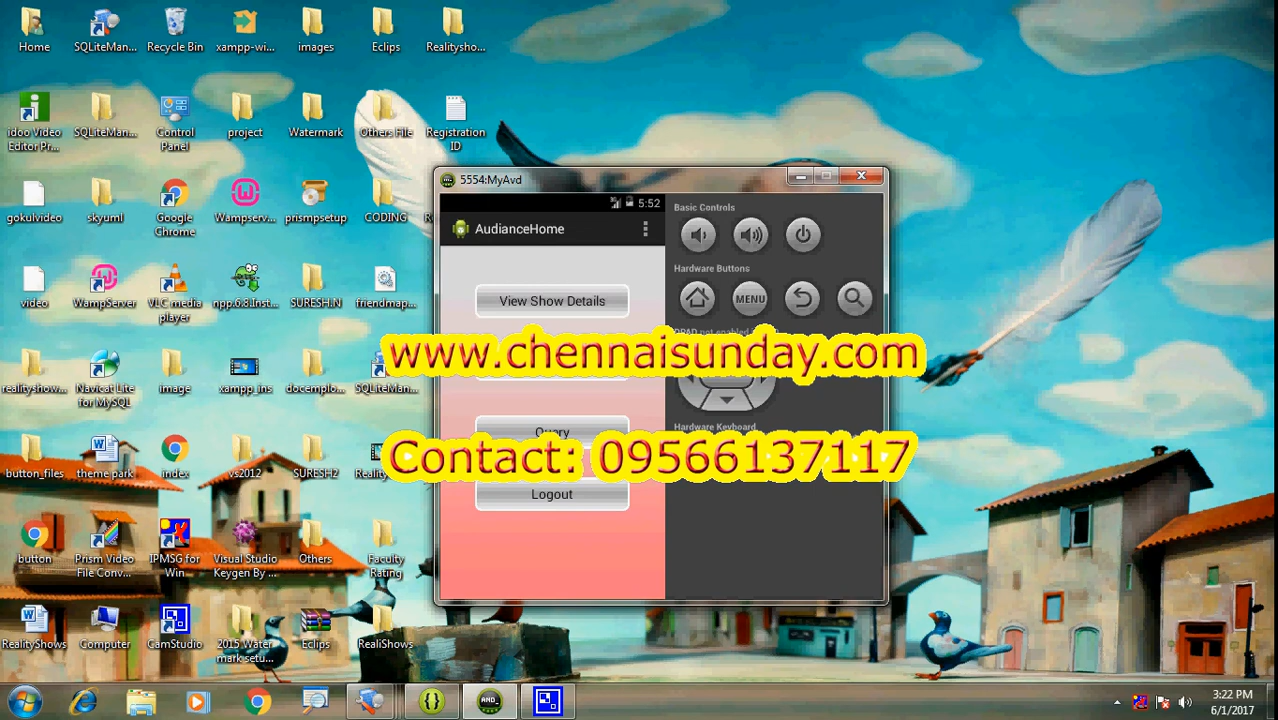 Home
SQLiteMan...
Recycle Bin
xampp-wi...
images
Eclips
Realitysho...
idoo Video
Editor Pr...
SQLiteMan...
Control
Panel
project
Watermark
Others File
Registration
ID
gokulvideo
skyuml
Google
Chrome
Wampserv...
prismpsetup
CODING
video
WampServer
VLC media
player
npp.6.8.Inst...
SURESH.N
friendmap...
realityshow...
Navicat Lite
for MySQL
image
xampp_ins
docemplo...
SQLiteMan...
button_files
theme park
index
vs2012
SURESH2
button
Prism Video
File Conv...
IPMSG for
Win
Visual Studio
Keygen By ...
Others
Faculty
Rating
RealityShows
Computer
CamStudio
2015 Water
mark setu...
Eclips
RealiShows
5554:MyAvd
3G
5:52
AudianceHome
View Show Details
Query
Logout
Basic Controls
Hardware Buttons
MENU
DPAD not enabled
Hardware Keyboard
www.chennaisunday.com
Contact: 09566137117
3:22 PM
6/1/2017